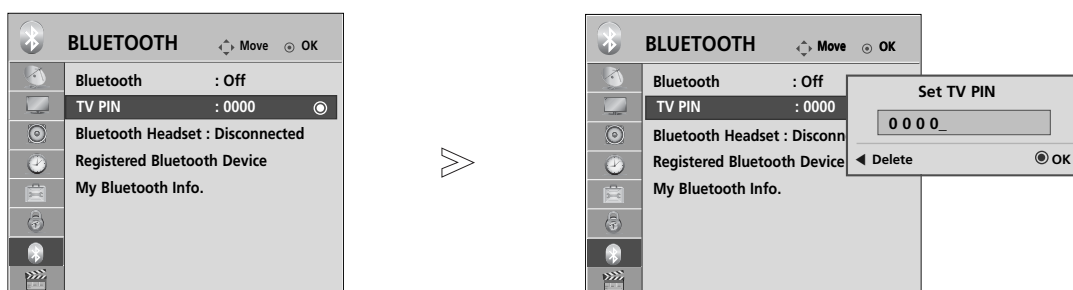 BLUETOOTH Move OK
Bluetooth : Off
TV PIN : 0000
Bluetooth Headset : Disconnected
Registered Bluetooth Device
My Bluetooth Info.
BLUETOOTH Move OK
Bluetooth : Off
TV PIN : 0000
Bluetooth Headset : Disconn
Registered Bluetooth Device
My Bluetooth Info.
Set TV PIN
0 0 0 0_
Delete OK